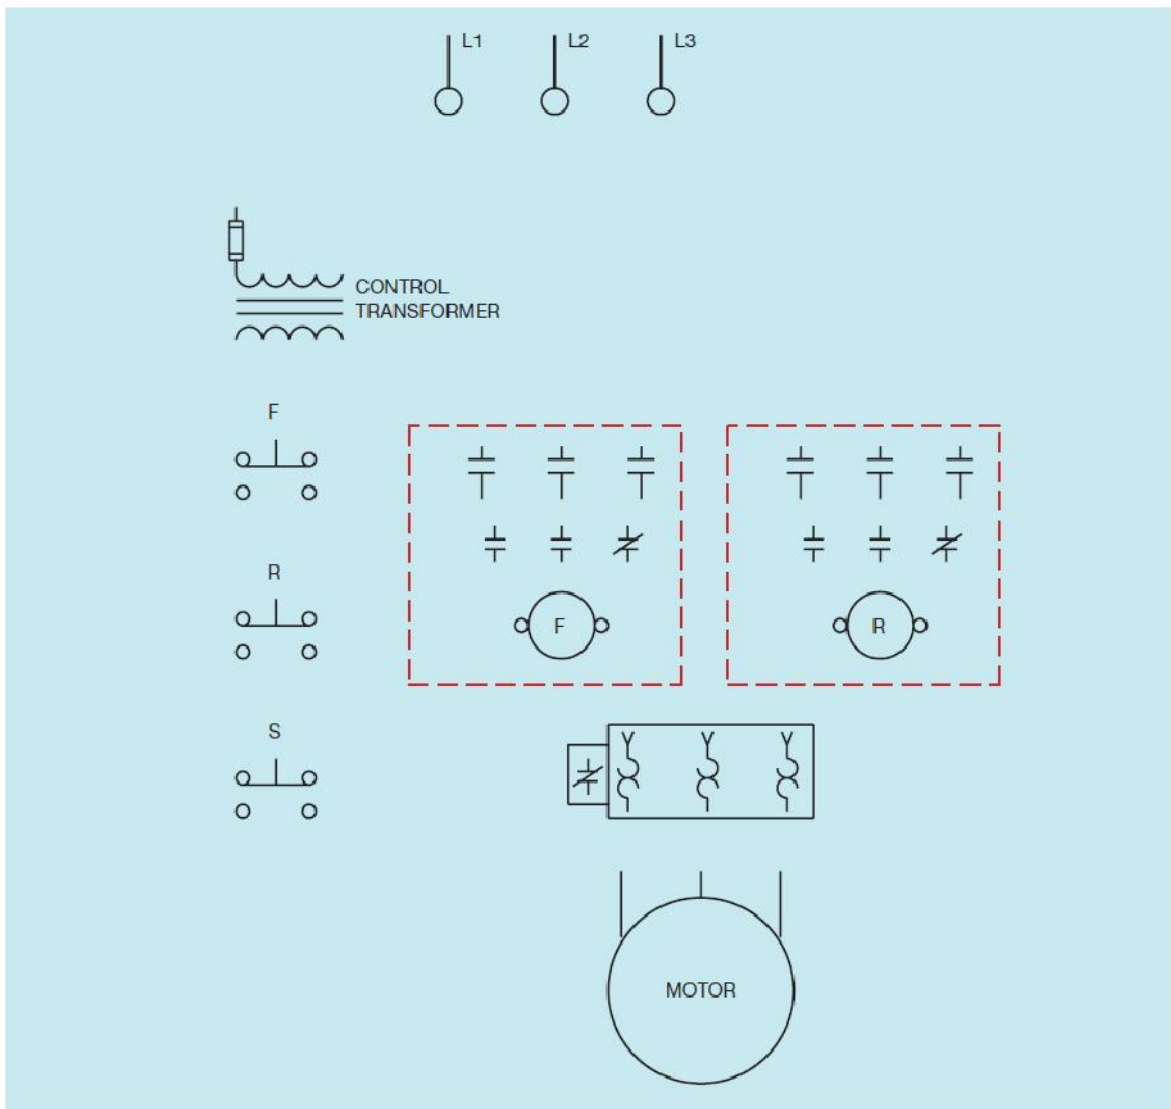 L1
L2
L3
CONTROL
TRANSFORMER
F
R
F
R
S
MOTOR